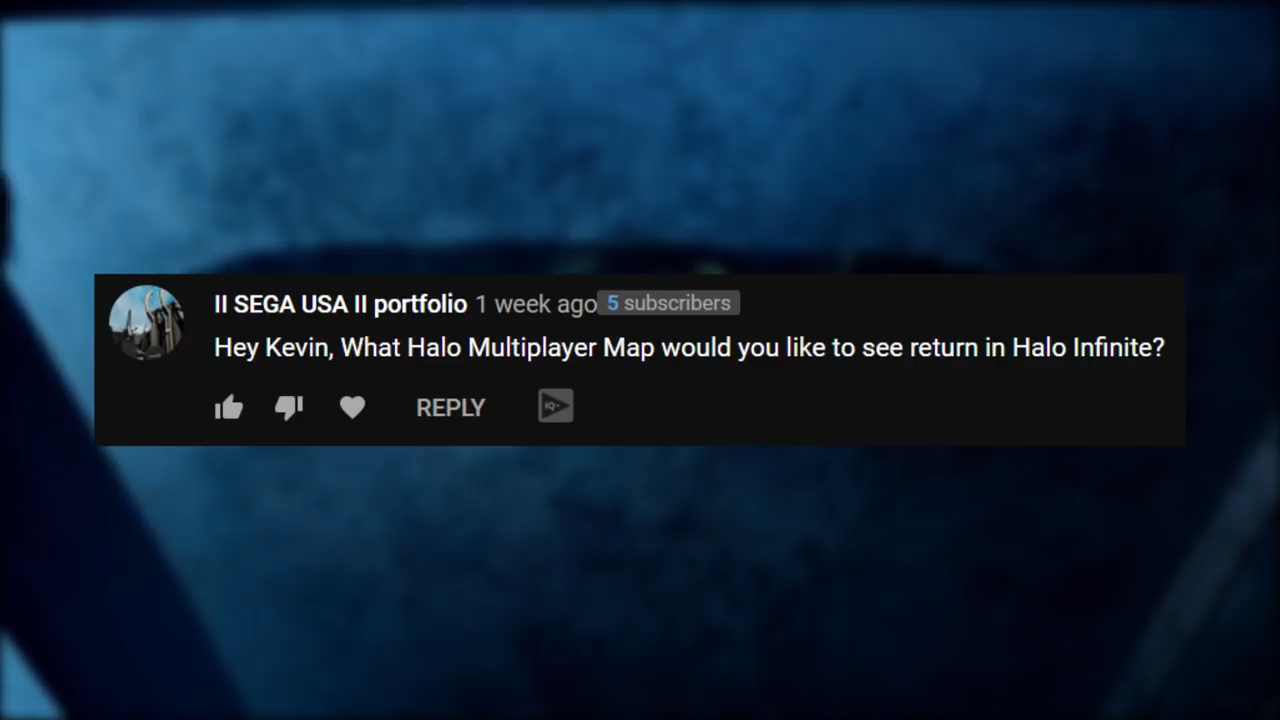 II SEGA USA II portfolio 1 week ago 5 subscribers
Hey Kevin, What Halo Multiplayer Map would you like to see return in Halo Infinite?
REPLY IQ+